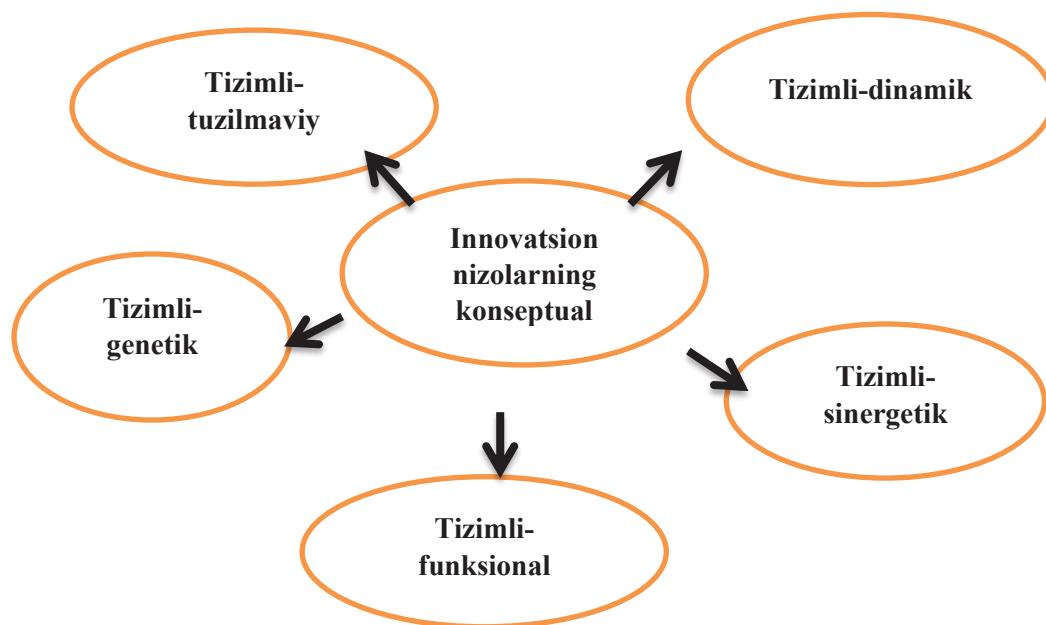 Tizimli-
tuzilmaviy
Tizimli-dinamik
Innovatsion
nizolarning
konseptual
Tizimli-
genetik
Tizimli-
sinergetik
Tizimli-
funksional